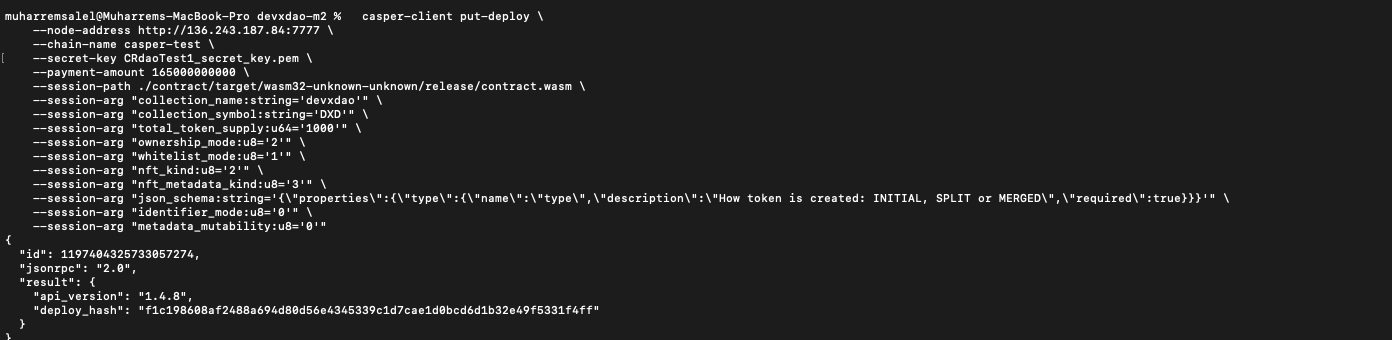 muharremsalel@Muharrems-MacBook-Pro devxdao-m2 %   casper-client put-deploy \
    --node-address http://136.243.187.84:7777 \
    --chain-name casper-test \
[    --secret-key CRdaoTest1_secret_key.pem \
    --payment-amount 165000000000 \
    --session-path ./contract/target/wasm32-unknown-unknown/release/contract.wasm \
    --session-arg "collection_name:string='devxdao'" \
    --session-arg "collection_symbol:string='DXD'" \
    --session-arg "total_token_supply:u64='1000'" \
    --session-arg "ownership_mode:u8='2'" \
    --session-arg "whitelist_mode:u8='1'" \
    --session-arg "nft_kind:u8='2'" \
    --session-arg "nft_metadata_kind:u8='3'" \
    --session-arg "json_schema:string='{\"properties\":{\"type\":{\"name\":\"type\",\"description\":\"How token is created: INITIAL, SPLIT or MERGED\",\"required\":true}}}'" \
    --session-arg "identifier_mode:u8='0'" \
    --session-arg "metadata_mutability:u8='0'"
{
  "id": 1197404325733057274,
  "jsonrpc": "2.0",
  "result": {
    "api_version": "1.4.8",
    "deploy_hash": "f1c198608af2488a694d80d56e4345339c1d7cae1d0bcd6d1b32e49f5331f4ff"
  }
}